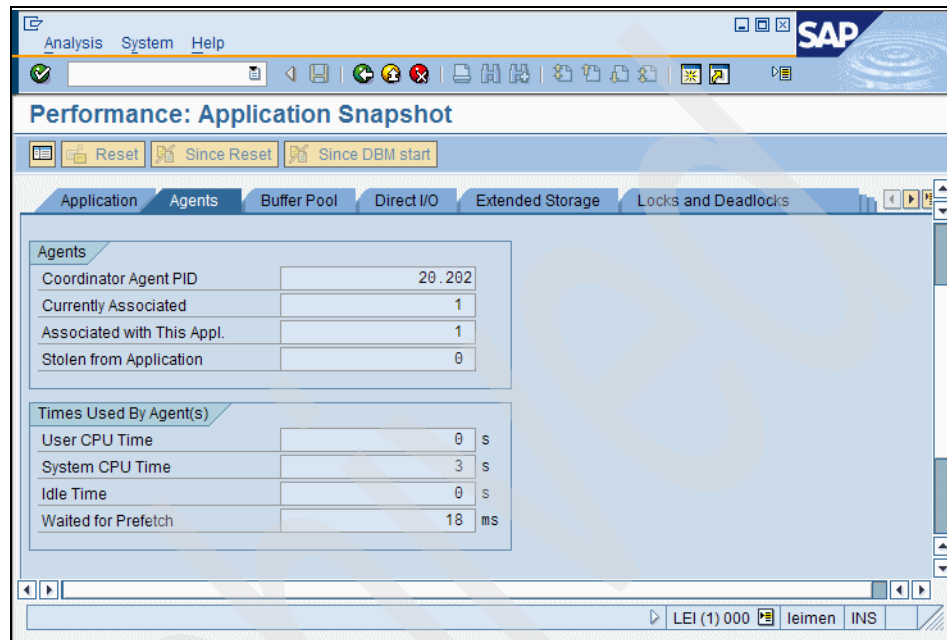 Analysis System Help
SAP
Performance: Application Snapshot
Reset Since Reset Since DBM start
Application Agents Buffer Pool Direct I/O Extended Storage Locks and Deadlocks
Agents
Coordinator Agent PID 20.202
Currently Associated 1
Associated with This Appl. 1
Stolen from Application 0
Times Used By Agent(s)
User CPU Time 0 s
System CPU Time 3 s
Idle Time 0 s
Waited for Prefetch 18 ms
LEI (1) 000 leimen INS